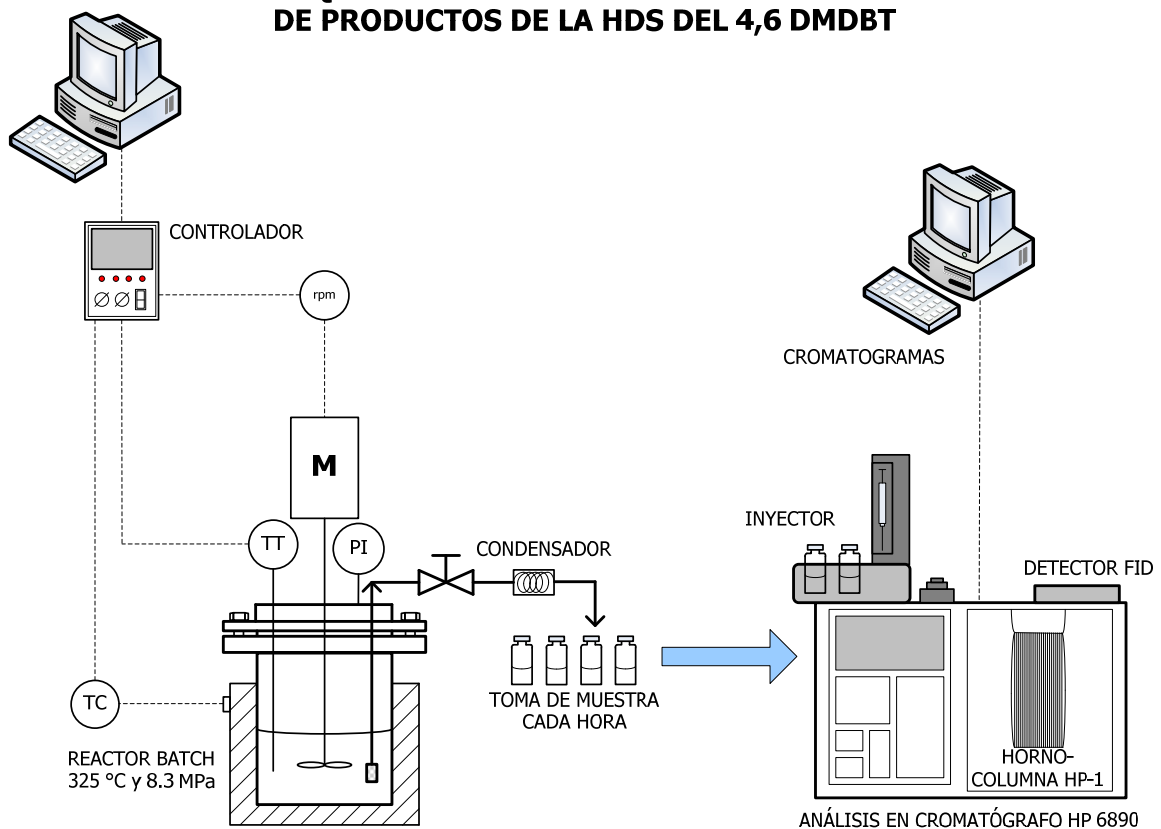 DE PRODUCTOS DE LA HDS DEL 4,6 DMDBT
CONTROLADOR
rpm
CROMATOGRAMAS
M
INYECTOR
TT
PI
CONDENSADOR
DETECTOR FID
TC
TOMA DE MUESTRA
CADA HORA
REACTOR BATCH
325 °C y 8.3 MPa
HORNO-
COLUMNA HP-1
ANÁLISIS EN CROMATÓGRAFO HP 6890